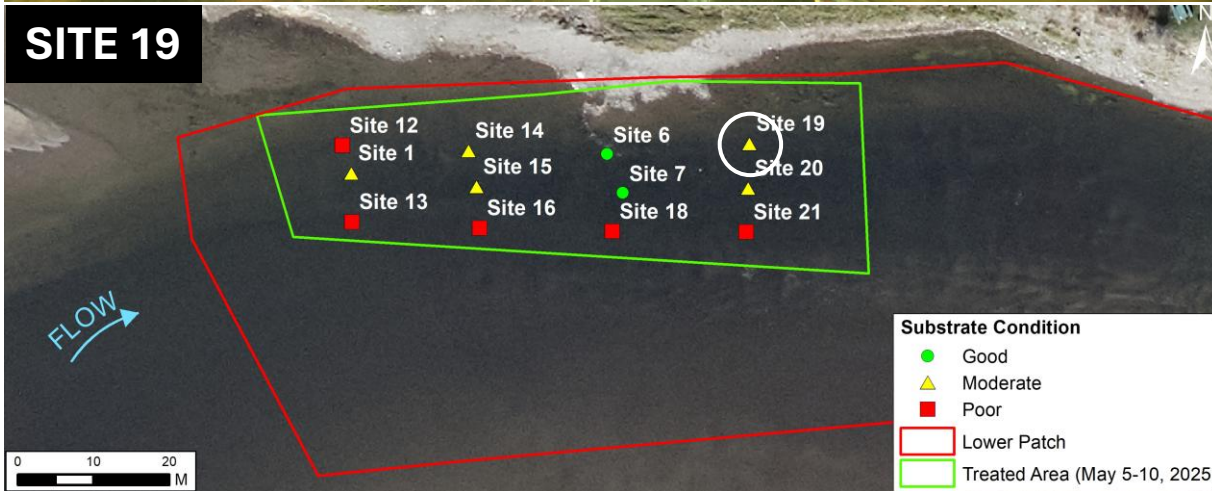 SITE 19
N
Site 12
Site 14
Site 6
Site 19
Site 1
Site 15
Site 7
Site 20
Site 13
Site 16
Site 18
Site 21
FLOW
Substrate Condition
Good
Moderate
Poor
Lower Patch
Treated Area (May 5-10, 2025
0 10 20
M